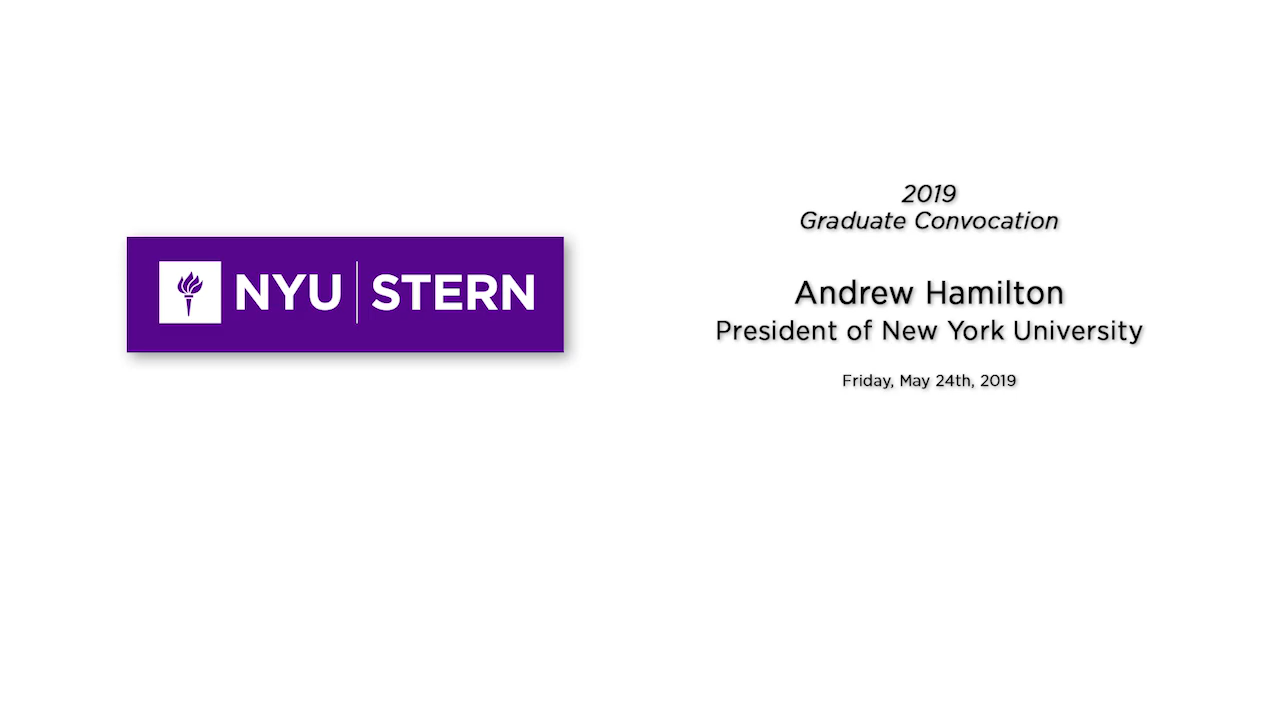 NYU | STERN
2019
Graduate Convocation
Andrew Hamilton
President of New York University
Friday, May 24th, 2019